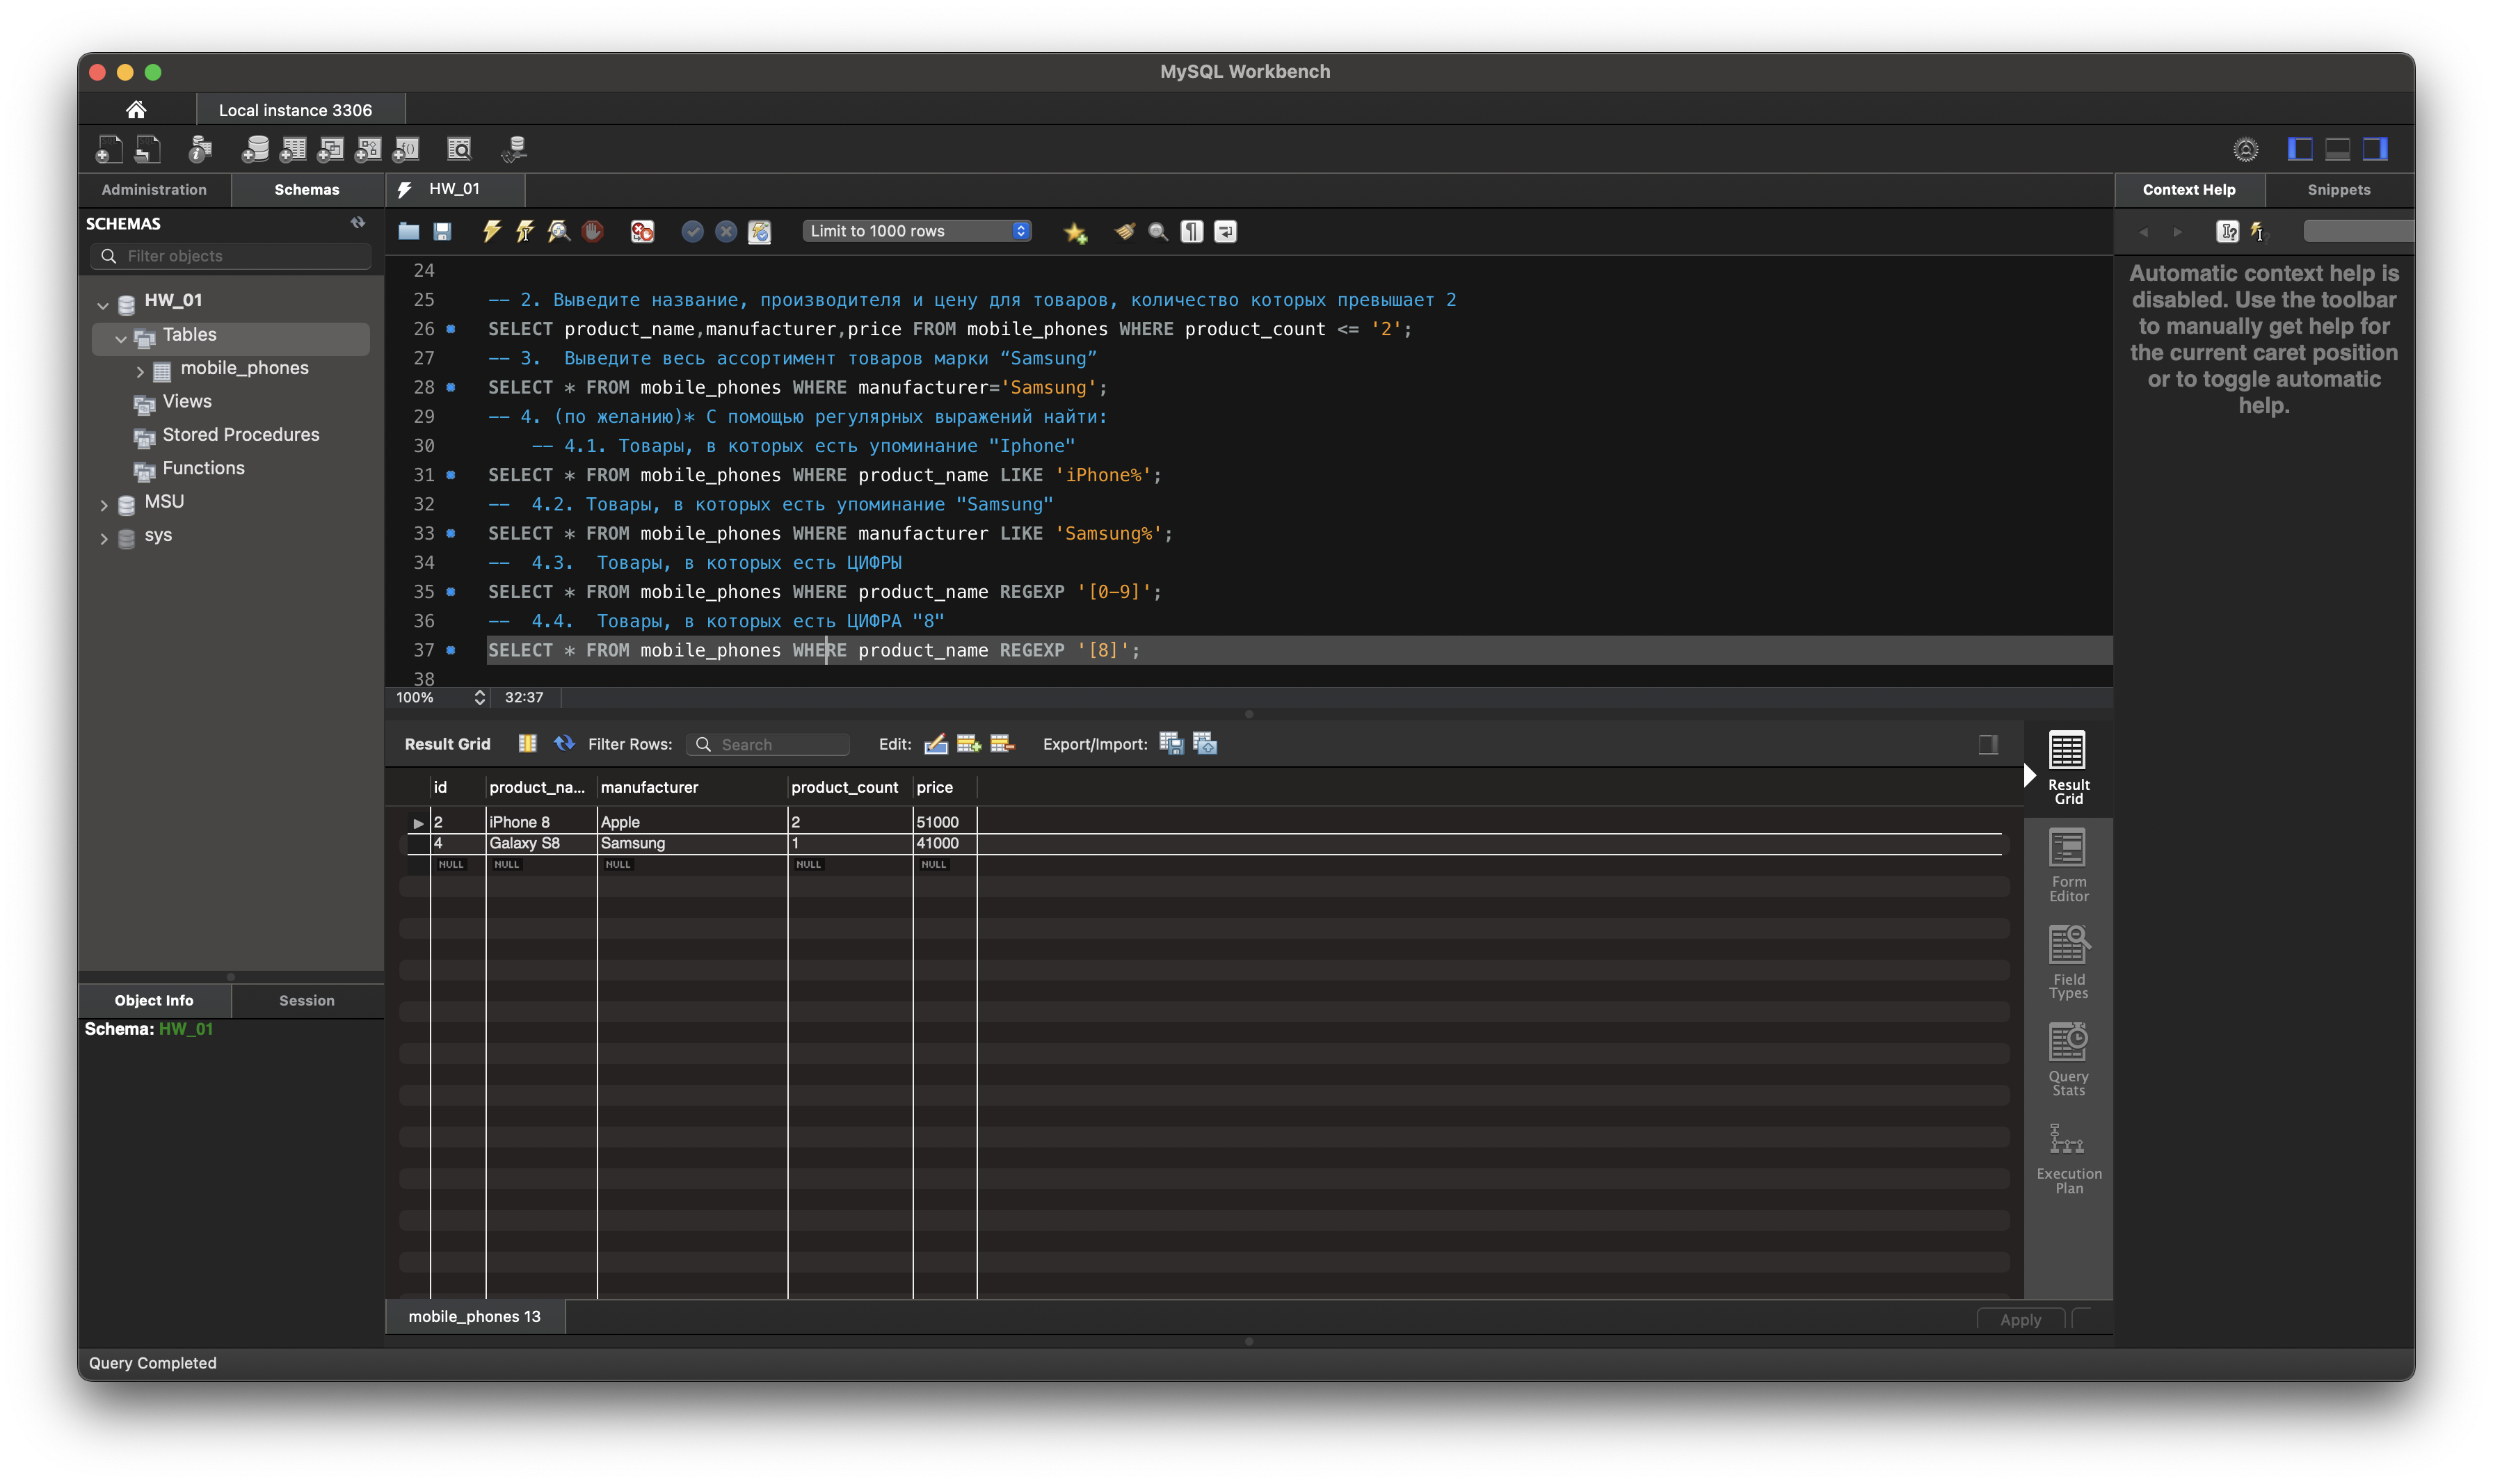 MySQL Workbench
Local instance 3306
Administration
Schemas
HW_01
Context Help
Snippets
SCHEMAS
Filter objects
Limit to 1000 rows
HW_01
Tables
mobile_phones
Views
Stored Procedures
Functions
MSU
sys
24
25 -- 2. Выведите название, производителя и цену для товаров, количество которых превышает 2
26 SELECT product_name,manufacturer,price FROM mobile_phones WHERE product_count <= '2';
27 -- 3.  Выведите весь ассортимент товаров марки “Samsung”
28 SELECT * FROM mobile_phones WHERE manufacturer='Samsung';
29 -- 4. (по желанию)* С помощью регулярных выражений найти:
30 -- 4.1. Товары, в которых есть упоминание "Iphone"
31 SELECT * FROM mobile_phones WHERE product_name LIKE 'iPhone%';
32 --  4.2. Товары, в которых есть упоминание "Samsung"
33 SELECT * FROM mobile_phones WHERE manufacturer LIKE 'Samsung%';
34 --  4.3.  Товары, в которых есть ЦИФРЫ
35 SELECT * FROM mobile_phones WHERE product_name REGEXP '[0-9]';
36 --  4.4.  Товары, в которых есть ЦИФРА "8"
37 SELECT * FROM mobile_phones WHERE product_name REGEXP '[8]';
38
100%
32:37
Automatic context help is
disabled. Use the toolbar
to manually get help for
the current caret position
or to toggle automatic
help.
Result Grid
Filter Rows:
Search
Edit:
Export/Import:
id product_na... manufacturer product_count price
2 iPhone 8 Apple 2 51000
4 Galaxy S8 Samsung 1 41000
NULL NULL NULL NULL NULL
Result
Grid
Form
Editor
Field
Types
Query
Stats
Execution
Plan
Object Info
Session
Schema: HW_01
mobile_phones 13
Apply
Query Completed